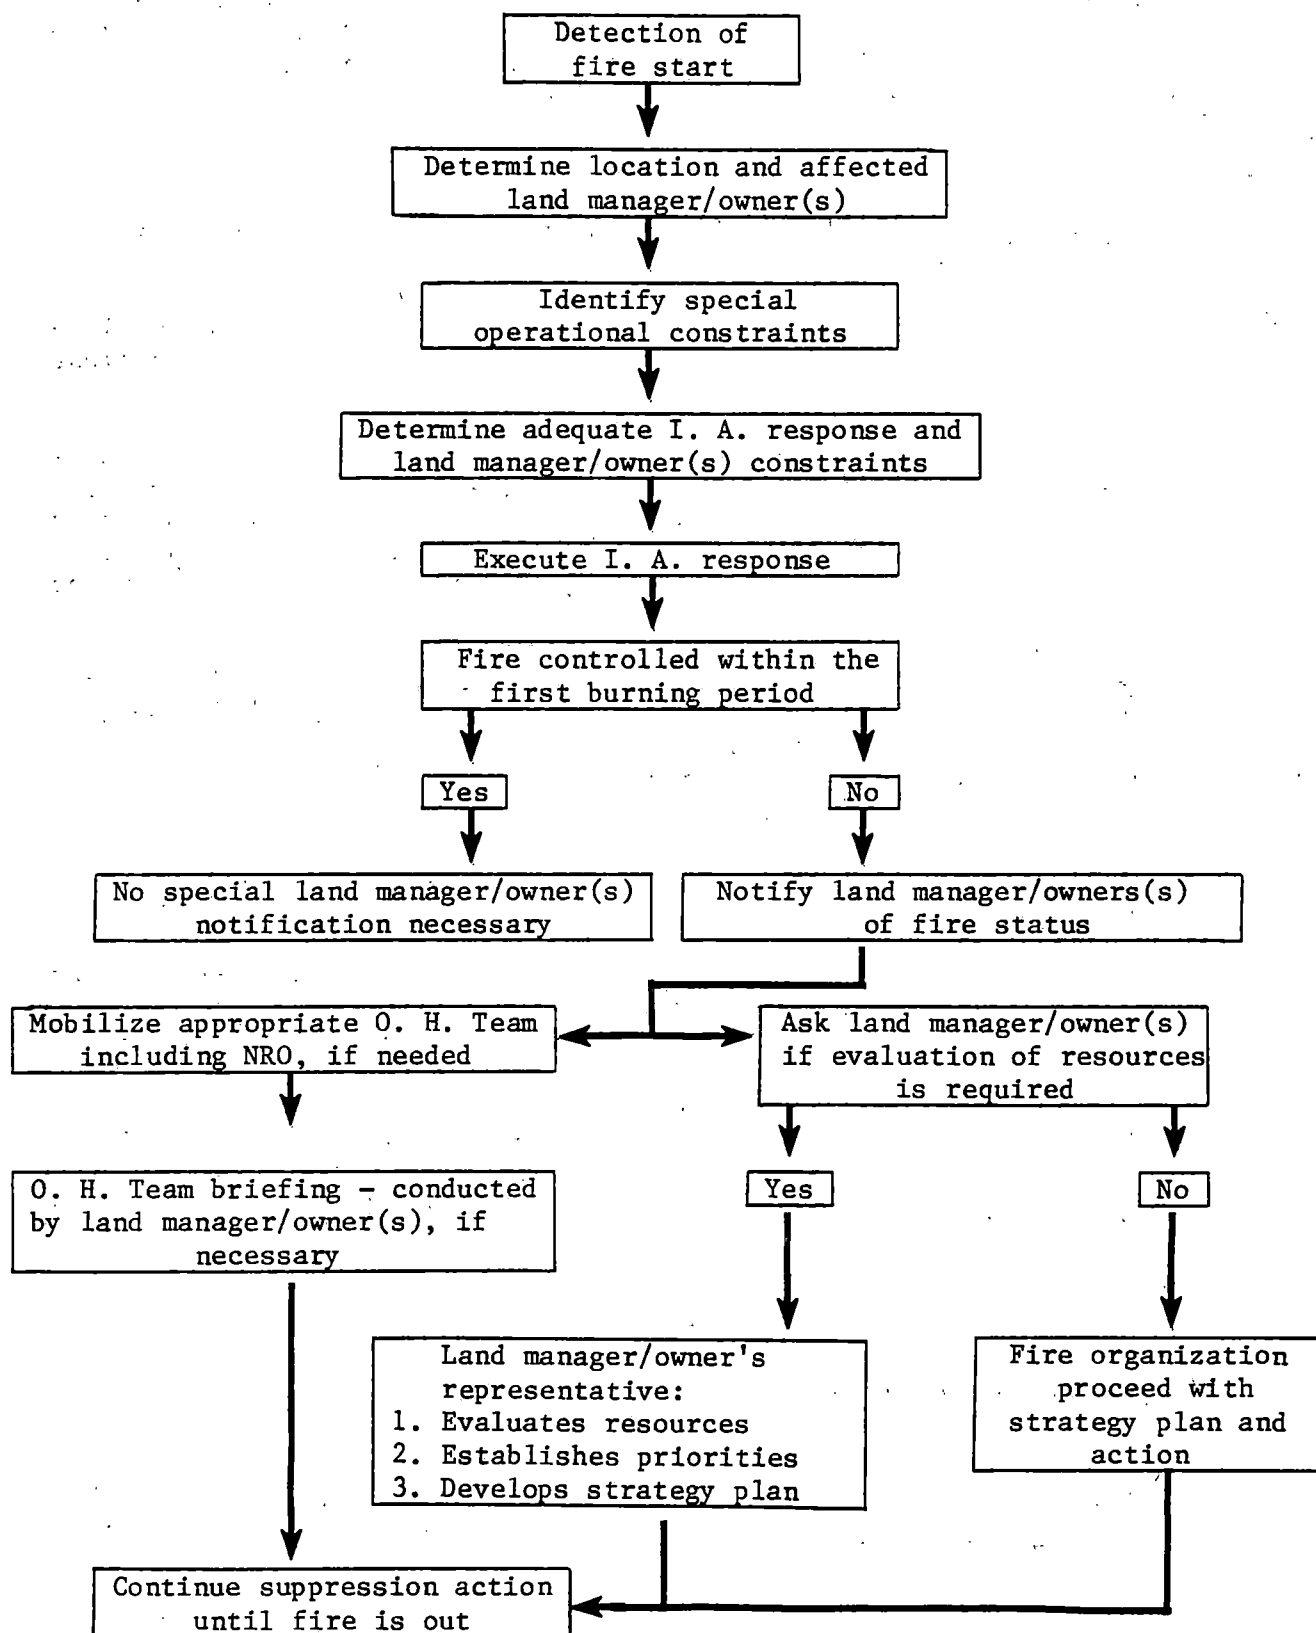 Detection of
fire start
Determine location and affected
land manager/owner(s)
Identify special
operational constraints
Determine adequate I. A. response and
land manager/owner(s) constraints
Execute I. A. response
Fire controlled within the
first burning period
Yes
No
No special land manager/owner(s)
notification necessary
Notify land manager/owners(s)
of fire status
Mobilize appropriate O. H. Team
including NRO, if needed
Ask land manager/owner(s)
if evaluation of resources
is required
O. H. Team briefing - conducted
by land manager/owner(s), if
necessary
Yes
No
Land manager/owner's
representative:
1. Evaluates resources
2. Establishes priorities
3. Develops strategy plan
Fire organization
proceed with
strategy plan and
action
Continue suppression action
until fire is out